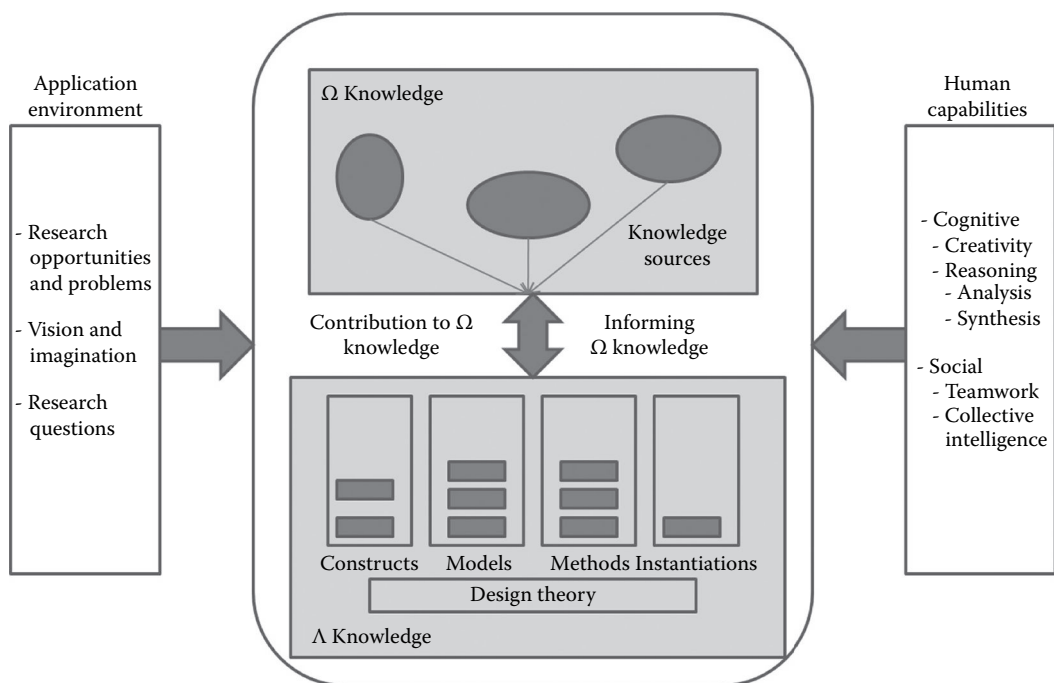 Application
environment
- Research
opportunities
and problems
- Vision and
imagination
- Research
questions
Ω Knowledge
Knowledge
sources
Contribution to Ω
knowledge
Informing
Ω knowledge
Constructs
Models
Methods
Instantiations
Design theory
Λ Knowledge
Human
capabilities
- Cognitive
- Creativity
- Reasoning
- Analysis
- Synthesis
- Social
- Teamwork
- Collective
intelligence